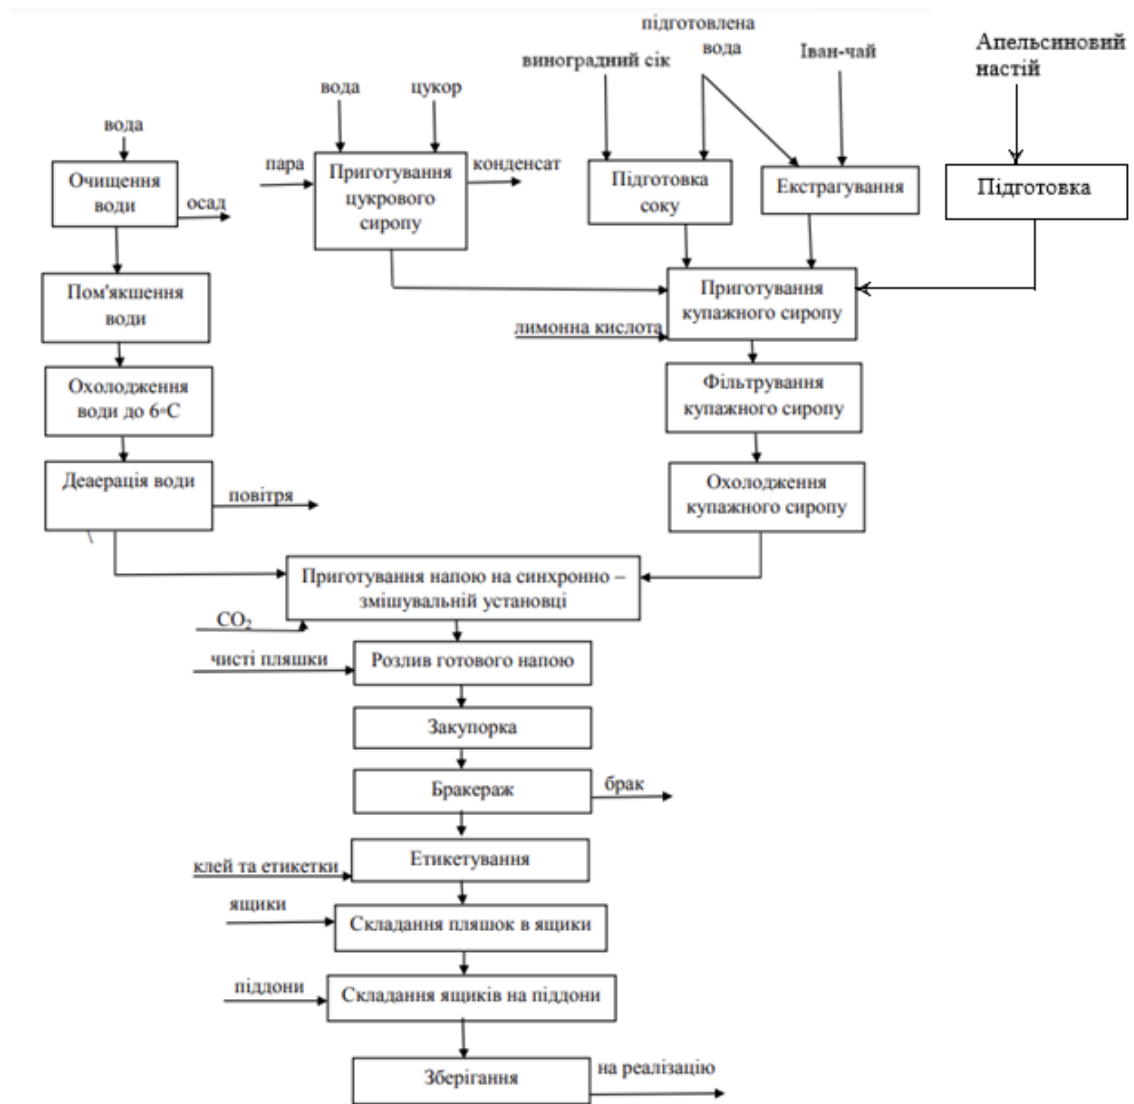 підготовлена
вода
виноградний сік
Іван-чай
Апельсиновий
настій
вода
цукор
вода
пара
Приготування
цукрового
сиропу
конденсат
Очищення
води
осад
Підготовка
соку
Екстрагування
Підготовка
Пом'якшення
води
Приготування
купажного сиропу
лимонна кислота
Охолодження
води до 6°С
Фільтрування
купажного сиропу
Деаерація води
повітря
Охолодження
купажного сиропу
Приготування напою на синхронно –
змішувальній установці
CO₂
чисті пляшки
Розлив готового напою
Закупорка
Бракераж
брак
клей та етикетки
Етикетування
ящики
Складання пляшок в ящики
піддони
Складання ящиків на піддони
Зберігання
на реалізацію